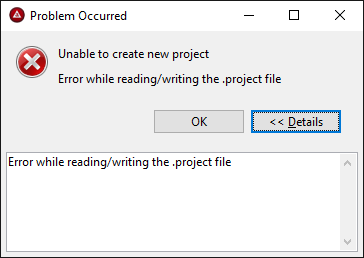 Problem Occurred
Unable to create new project
Error while reading/writing the .project file
OK
<< Details
Error while reading/writing the .project file